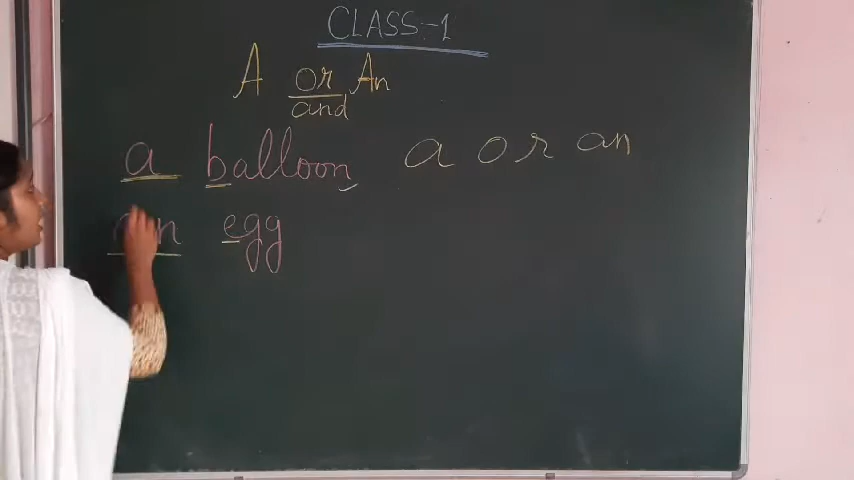 CLASS:-1
A or An
and
a balloon a or an
an egg